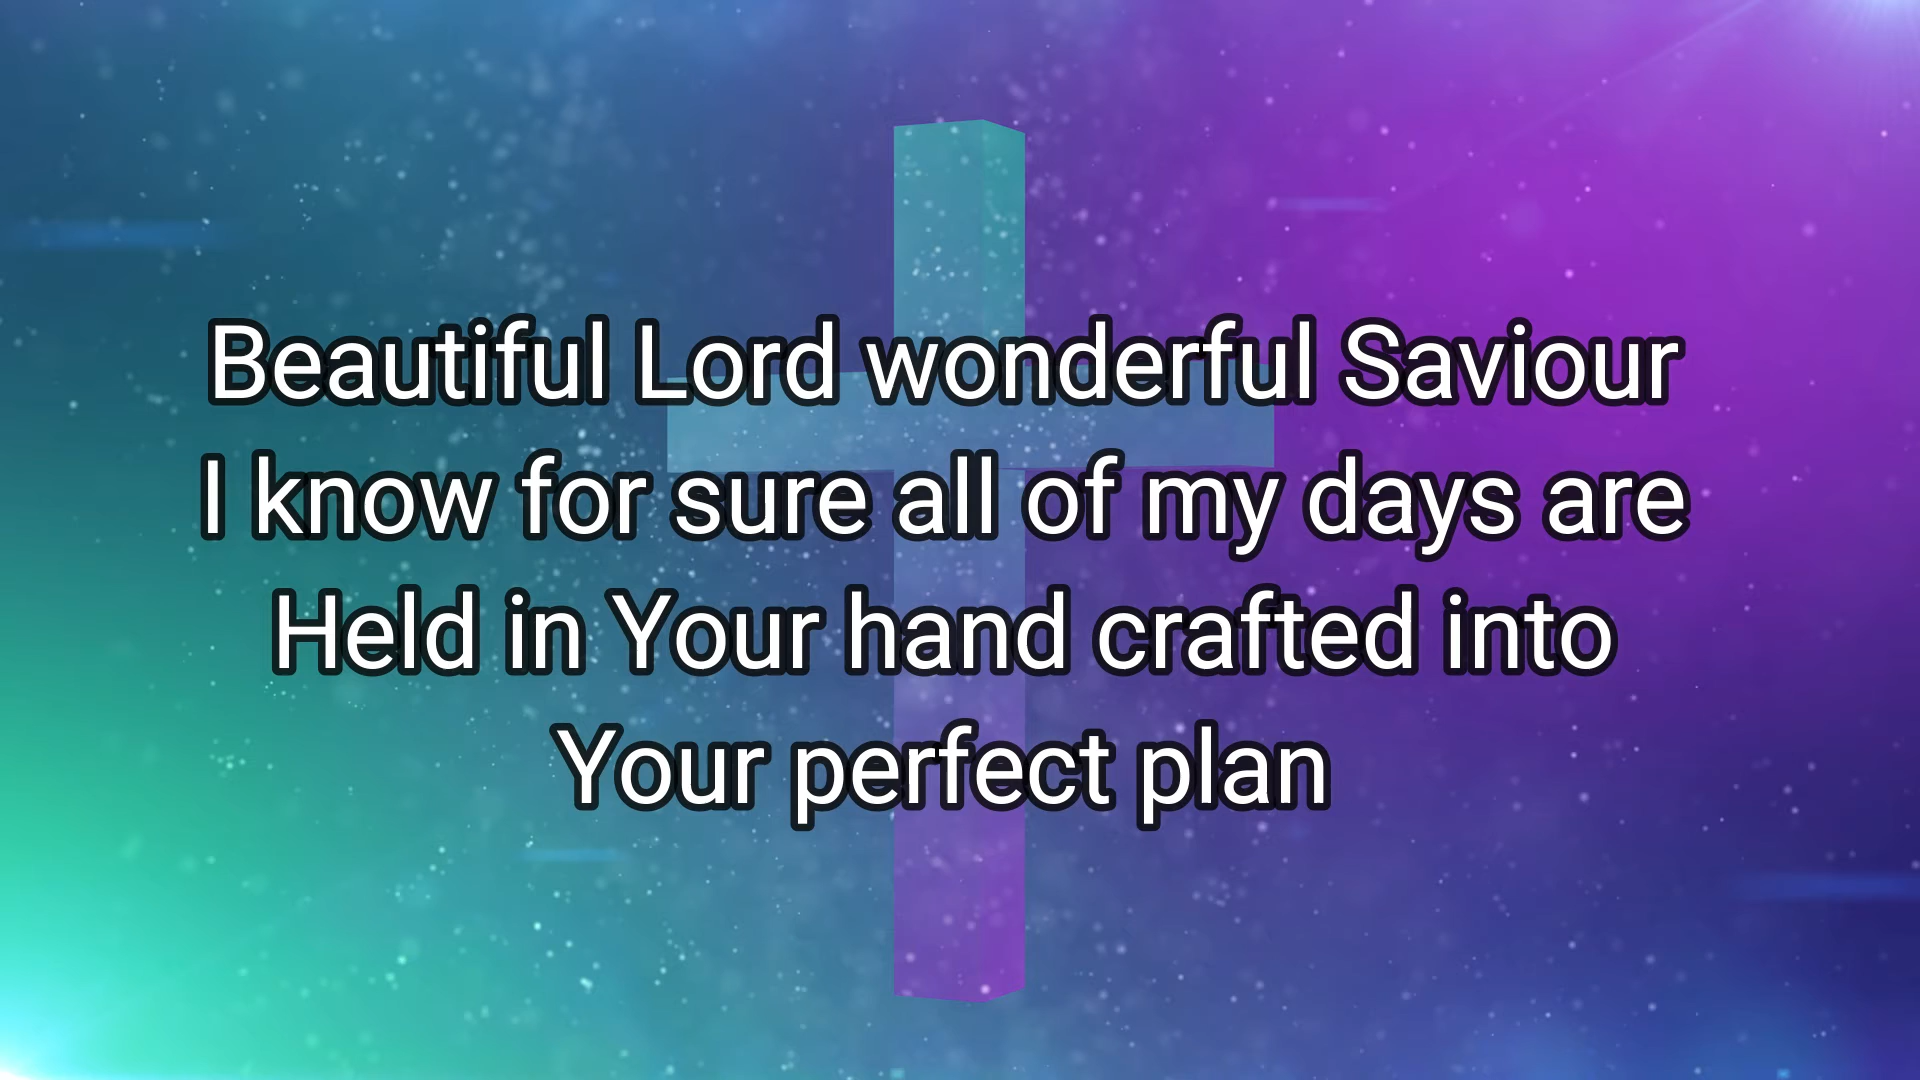 Beautiful Lord wonderful Saviour
I know for sure all of my days are
Held in Your hand crafted into
Your perfect plan